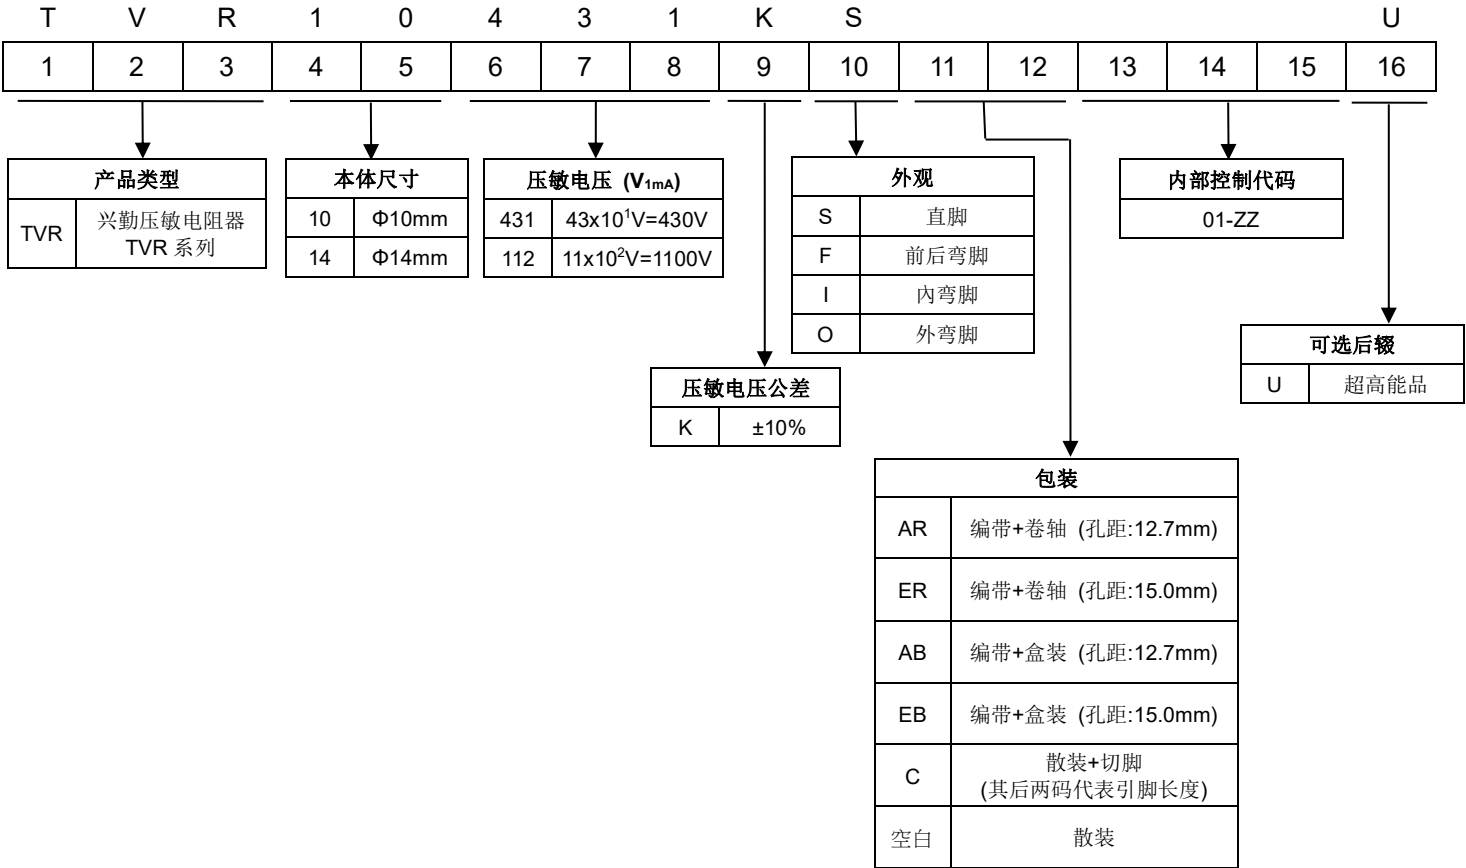 T V R 1 0 4 3 1 K S U
1 2 3 4 5 6 7 8 9 10 11 12 13 14 15 16
产品类型
TVR 兴勤压敏电阻器
TVR 系列
本体尺寸
10 Φ10mm
14 Φ14mm
压敏电压 (V1mA)
431 43x10¹V=430V
112 11x10²V=1100V
外观
S 直脚
F 前后弯脚
I 內弯脚
O 外弯脚
内部控制代码
01-ZZ
可选后辍
U 超高能品
压敏电压公差
K ±10%
包装
AR 编带+卷轴 (孔距:12.7mm)
ER 编带+卷轴 (孔距:15.0mm)
AB 编带+盒装 (孔距:12.7mm)
EB 编带+盒装 (孔距:15.0mm)
C 散装+切脚
(其后两码代表引脚长度)
空白 散装